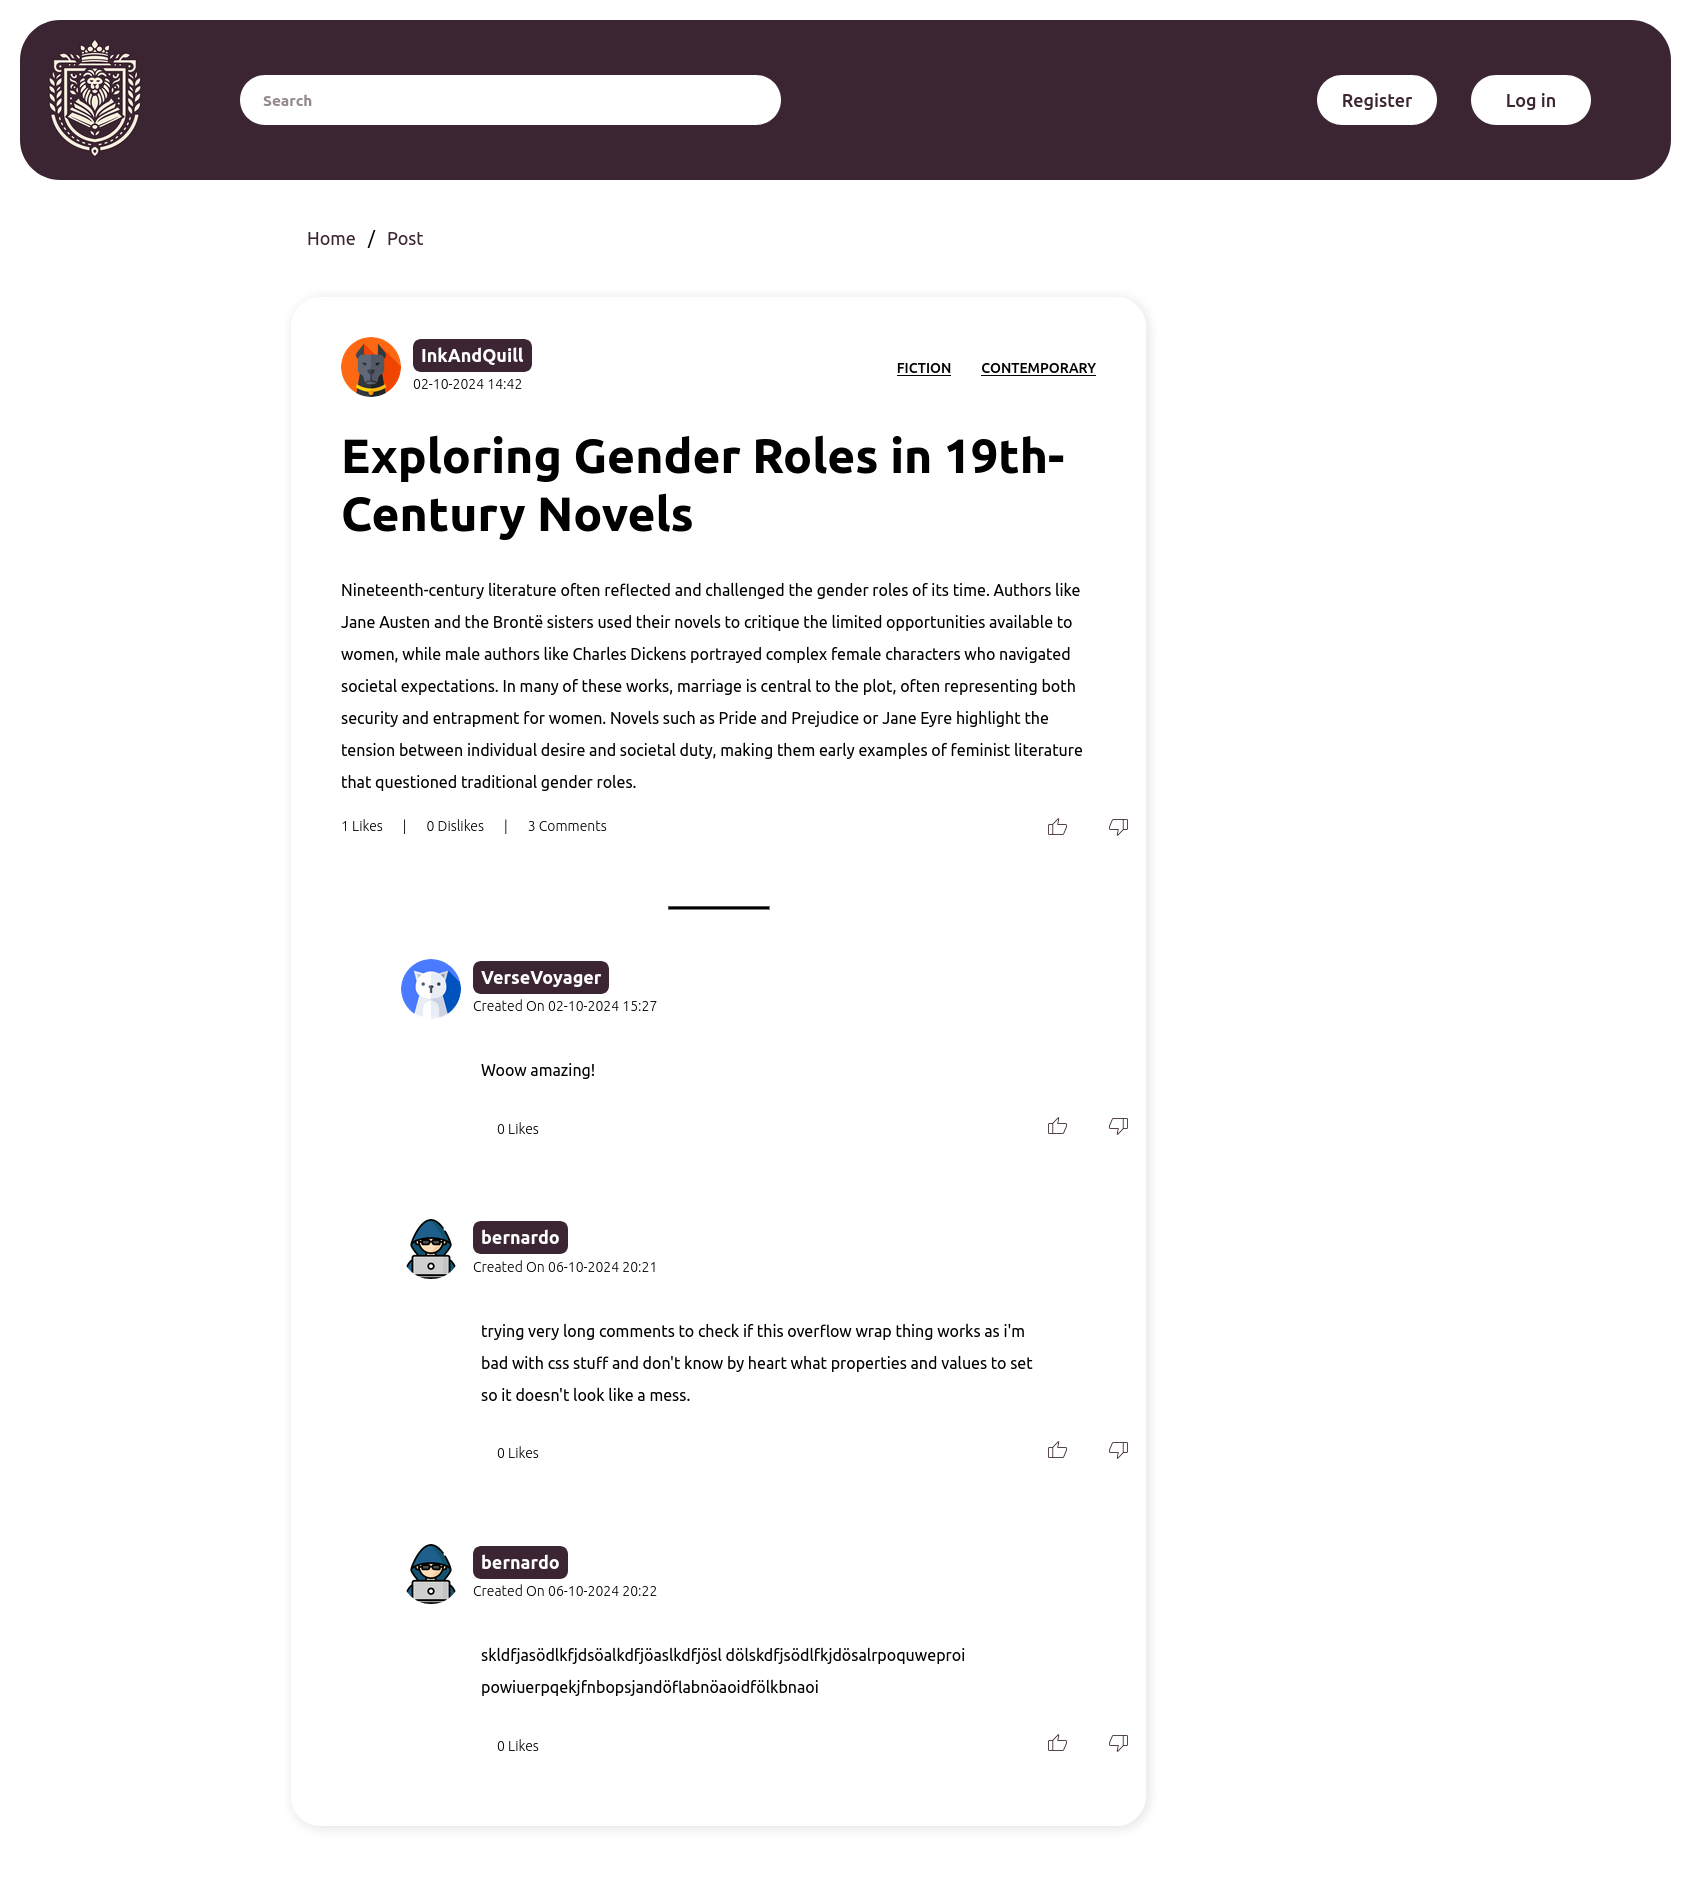 Search
Register
Log in
Home / Post
InkAndQuill
02-10-2024 14:42
FICTION
CONTEMPORARY
Exploring Gender Roles in 19th-
Century Novels
Nineteenth-century literature often reflected and challenged the gender roles of its time. Authors like
Jane Austen and the Brontë sisters used their novels to critique the limited opportunities available to
women, while male authors like Charles Dickens portrayed complex female characters who navigated
societal expectations. In many of these works, marriage is central to the plot, often representing both
security and entrapment for women. Novels such as Pride and Prejudice or Jane Eyre highlight the
tension between individual desire and societal duty, making them early examples of feminist literature
that questioned traditional gender roles.
1 Likes | 0 Dislikes | 3 Comments
VerseVoyager
Created On 02-10-2024 15:27
Woow amazing!
0 Likes
bernardo
Created On 06-10-2024 20:21
trying very long comments to check if this overflow wrap thing works as i'm
bad with css stuff and don't know by heart what properties and values to set
so it doesn't look like a mess.
0 Likes
bernardo
Created On 06-10-2024 20:22
skldfjasödlkfjdsöalkdfjöaslkdfjösl dölskdfjsödlfkjdösalrpoquweproi
powiuerpqekjfnbopsjandöflabnöaoidfölkbnaoi
0 Likes